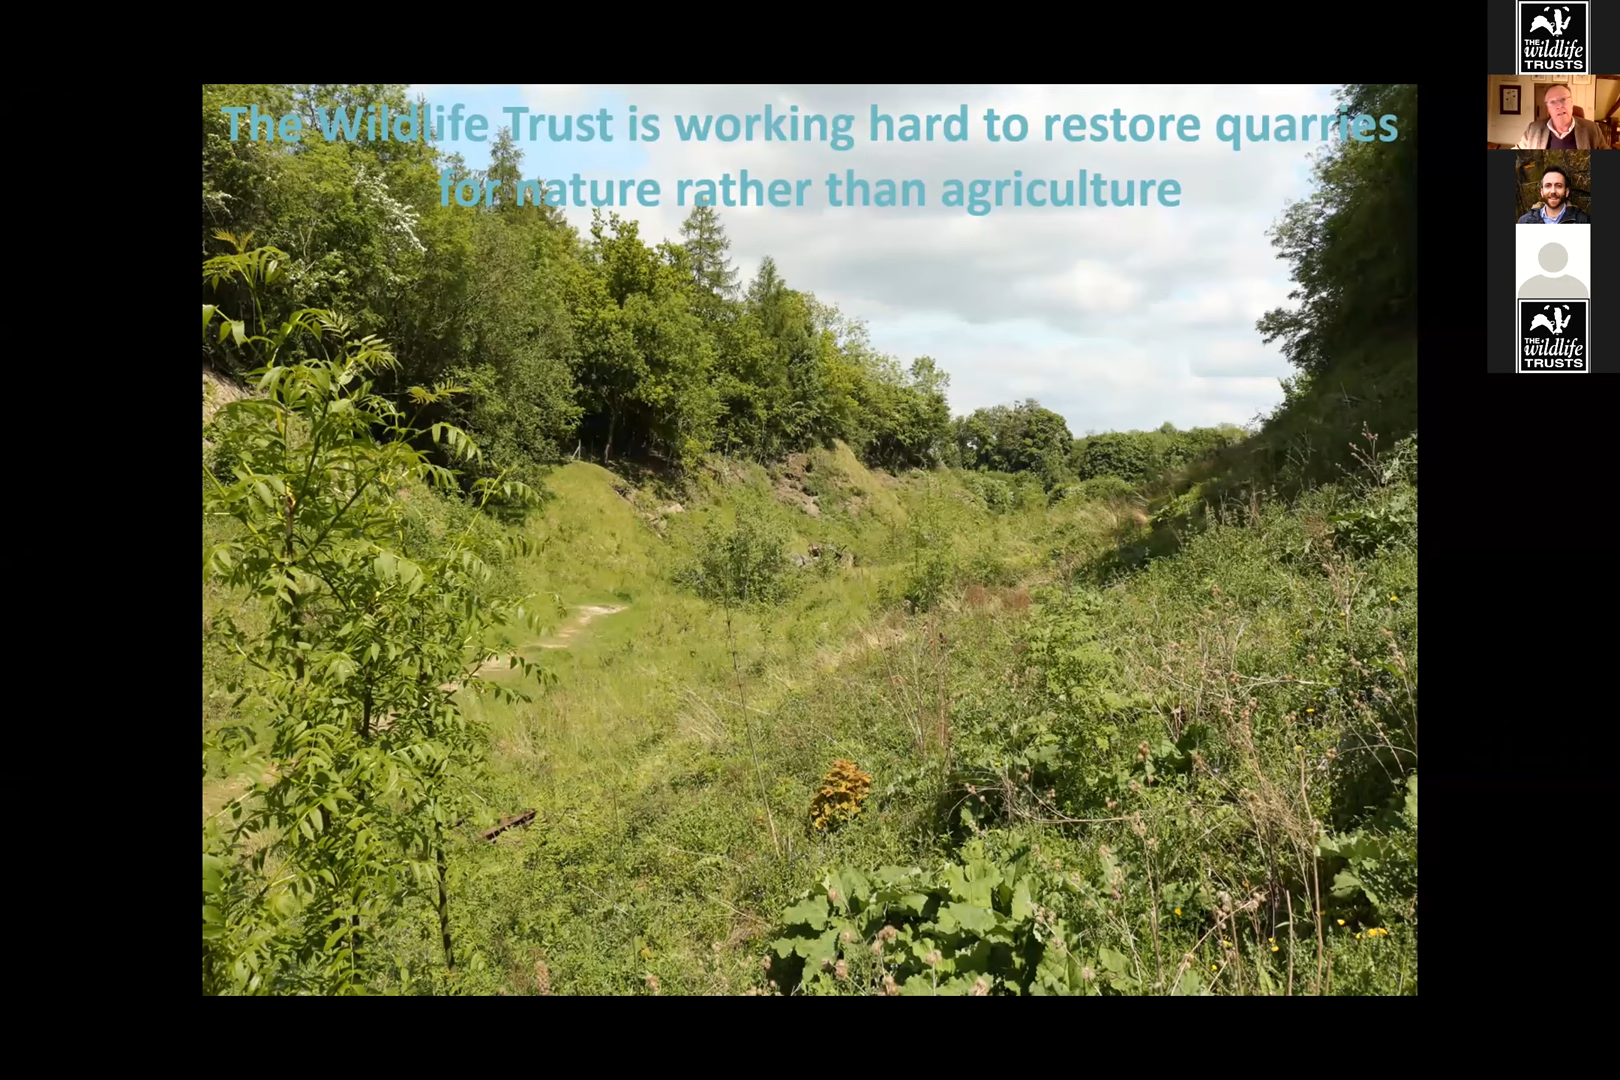 The Wildlife Trust is working hard to restore quarries
for nature rather than agriculture
THE
wildlife
TRUSTS
THE
wildlife
TRUSTS